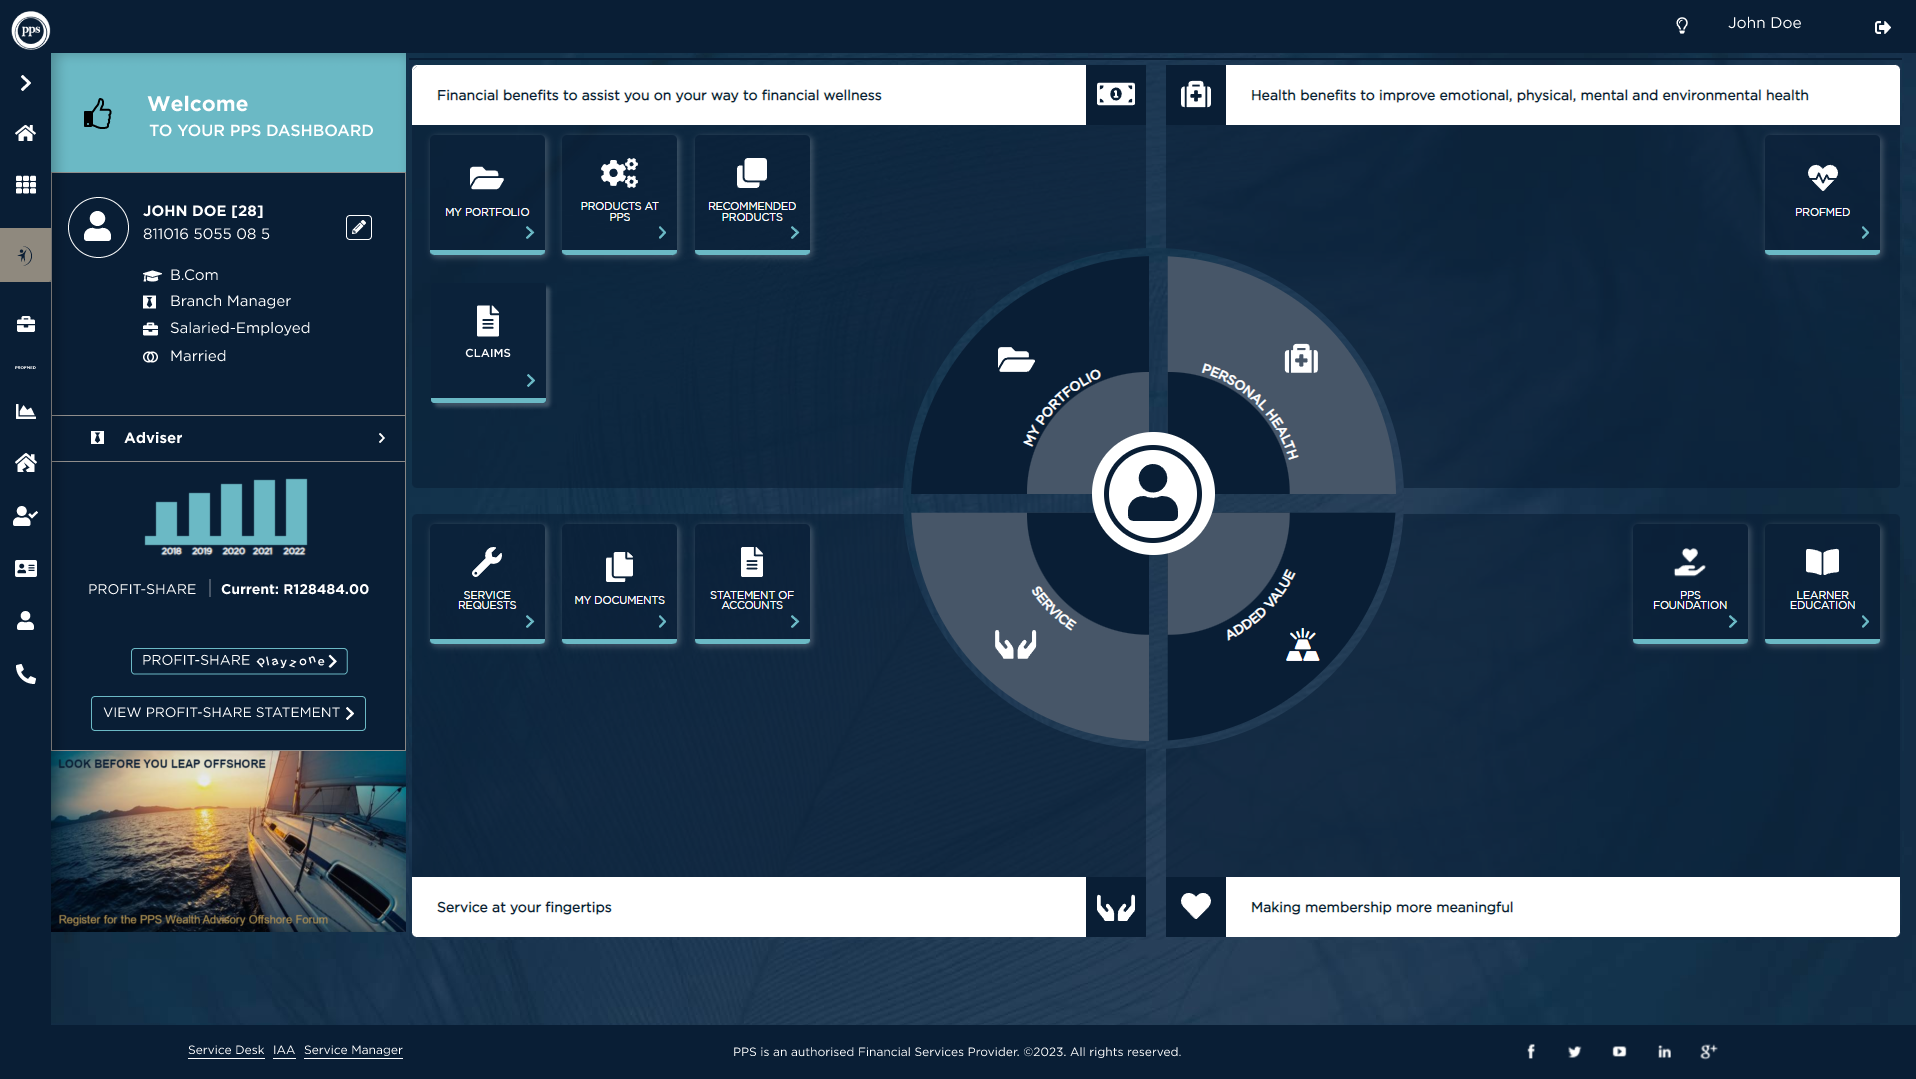 pps
John Doe
Welcome
TO YOUR PPS DASHBOARD
JOHN DOE [28]
811016 5055 08 5
B.Com
Branch Manager
Salaried-Employed
Married
PROFMED
Adviser
2018 2019 2020 2021 2022
PROFIT-SHARE Current: R128484.00
PROFIT-SHARE playzone
VIEW PROFIT-SHARE STATEMENT
LOOK BEFORE YOU LEAP OFFSHORE
Register for the PPS Wealth Advisory Offshore Forum
Financial benefits to assist you on your way to financial wellness
1
MY PORTFOLIO
PRODUCTS AT
PPS
RECOMMENDED
PRODUCTS
CLAIMS
Health benefits to improve emotional, physical, mental and environmental health
PROFMED
MY PORTFOLIO
PERSONAL HEALTH
SERVICE
ADDED VALUE
SERVICE
REQUESTS
MY DOCUMENTS
STATEMENT OF
ACCOUNTS
PPS
FOUNDATION
LEARNER
EDUCATION
Service at your fingertips
Making membership more meaningful
Service Desk IAA Service Manager
PPS is an authorised Financial Services Provider. ©2023. All rights reserved.